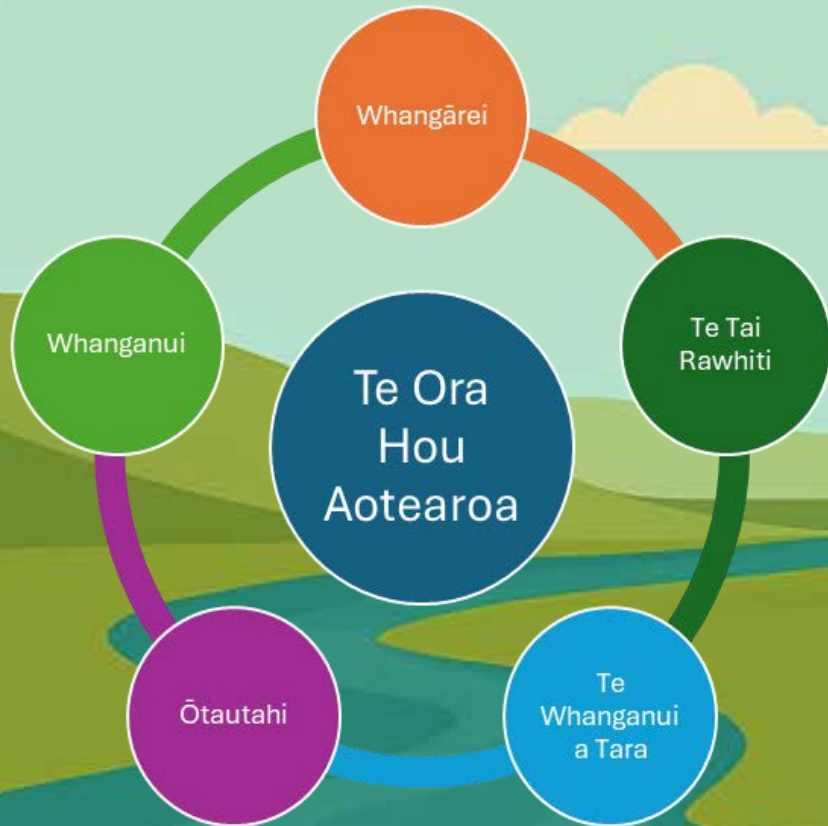 Whangārei
Te Tai
Rawhiti
Whanganui
Te Ora
Hou
Aotearoa
Te
Whanganui
a Tara
Ōtautahi